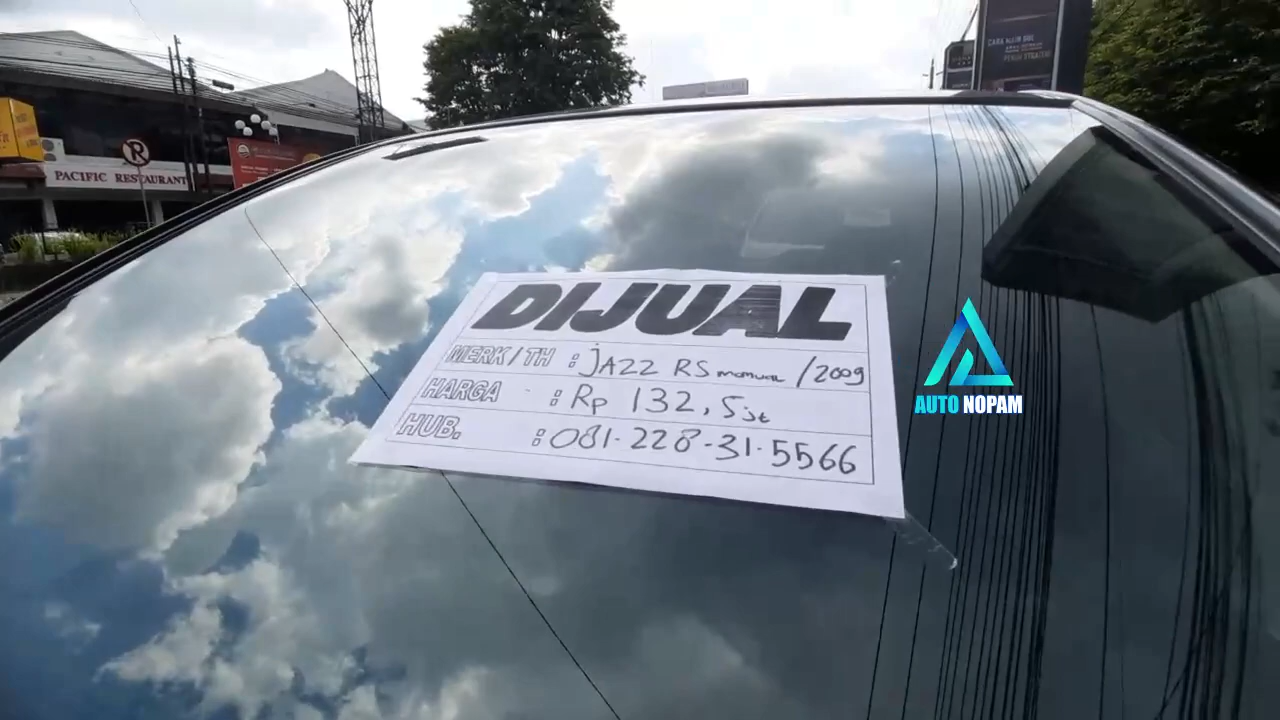 PACIFIC RESTAURANT
DIJUAL
MERK/TH : JAZZ RS manual /2009
HARGA : Rp 132,5jt
HUB. : 081-228-31-5566
AUTO NOPAM